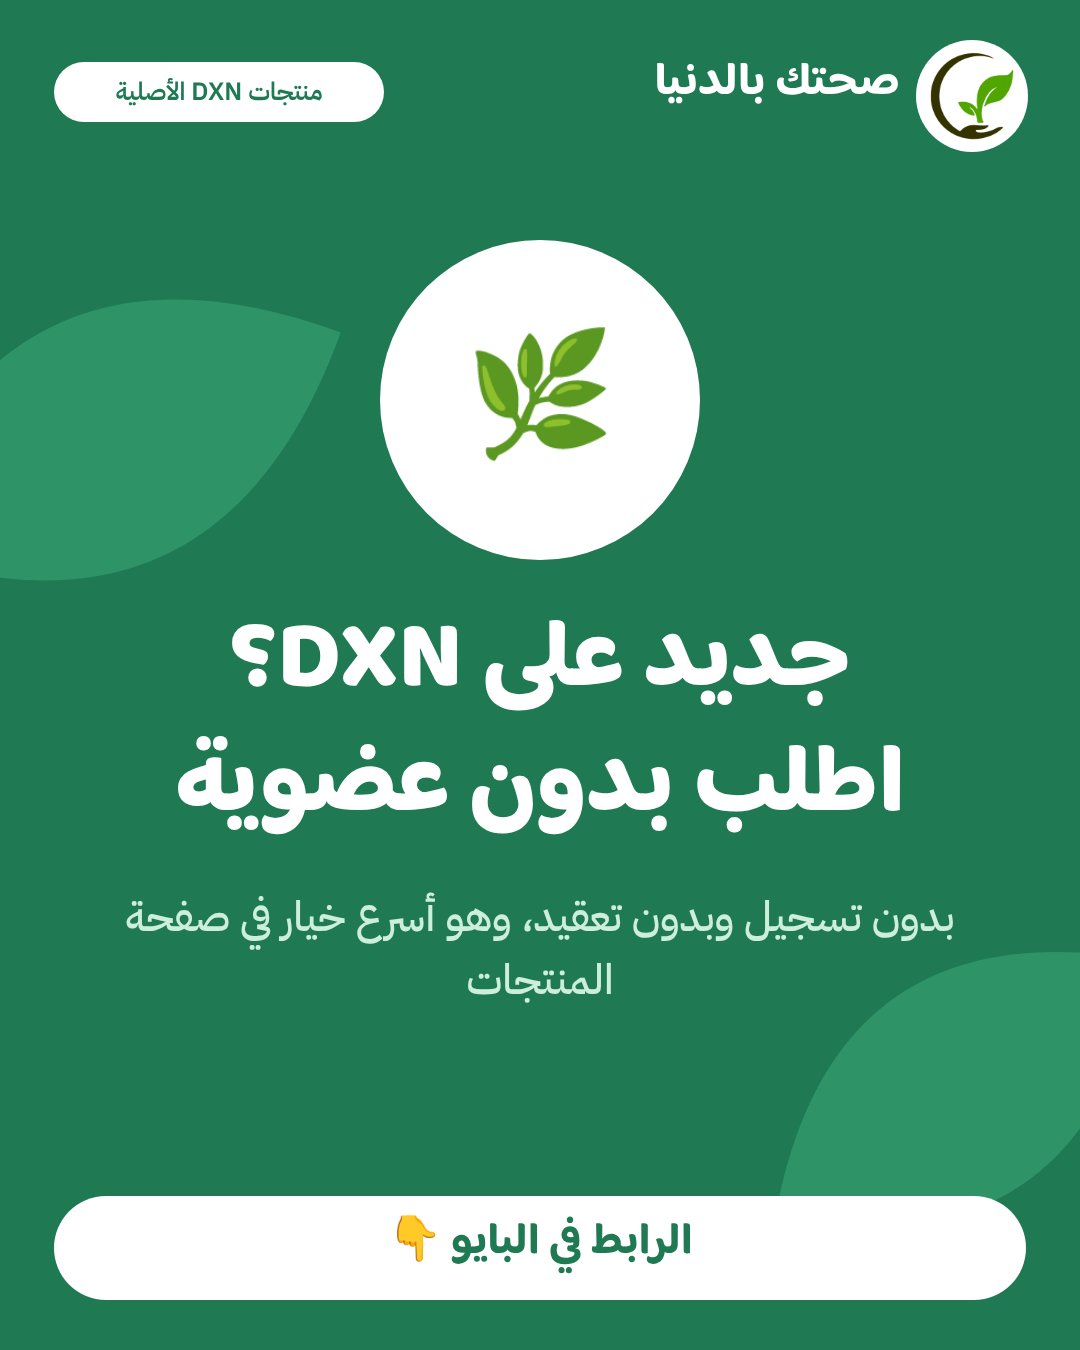 صحتك بالدنيا
منتجات DXN الأصلية
جديد على DXN؟
اطلب بدون عضوية
بدون تسجيل وبدون تعقيد، وهو أسرع خيار في صفحة
المنتجات
الرابط في البايو 👇